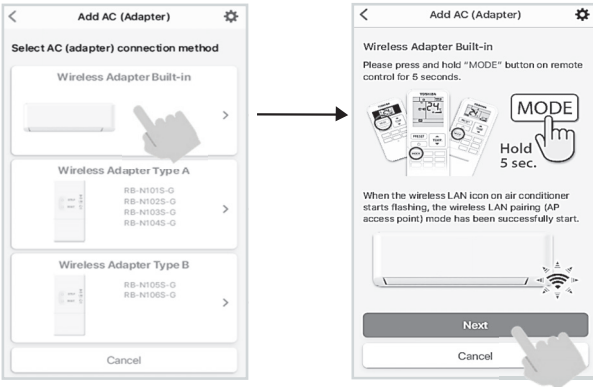 Add AC (Adapter)
Select AC (adapter) connection method
Wireless Adapter Built-in
Wireless Adapter Type A
RB-N101S-G
RB-N102S-G
RB-N103S-G
RB-N104S-G
Wireless Adapter Type B
RB-N105S-G
RB-N106S-G
Cancel
Add AC (Adapter)
Wireless Adapter Built-in
Please press and hold "MODE" button on remote
control for 5 seconds.
TOSHIBA
PRESET
MODE
Hold
5 sec.
When the wireless LAN icon on air conditioner
starts flashing, the wireless LAN pairing (AP
access point) mode has been successfully start.
Next
Cancel